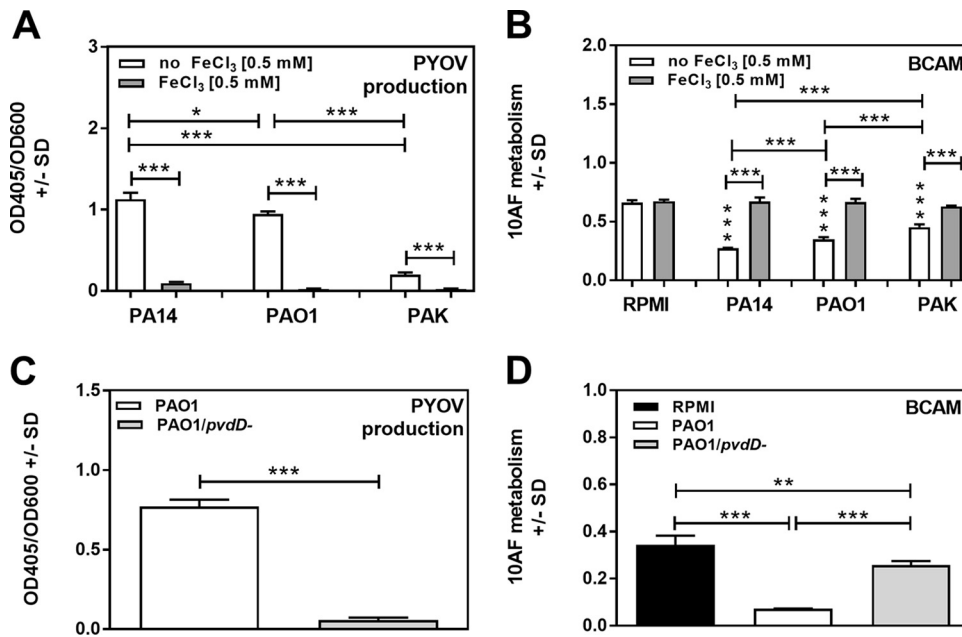 A
OD405/OD600
+/- SD
3
2
1
0
no FeCl3 [0.5 mM]
FeCl3 [0.5 mM]
PYOV
production
*
***
***
***
***
***
PA14
PAO1
PAK
B
10AF metabolism
+/- SD
2.0
1.5
1.0
0.5
0.0
no FeCl3 [0.5 mM]
FeCl3 [0.5 mM]
BCAM
***
***
***
***
***
***
***
***
***
RPMI
PA14
PAO1
PAK
C
OD405/OD600 +/- SD
1.5
1.0
0.5
0.0
PAO1
PAO1/pvdD-
PYOV
production
***
D
10AF metabolism
+/- SD
1.0
0.8
0.6
0.4
0.2
0.0
RPMI
PAO1
PAO1/pvdD-
BCAM
**
***
***